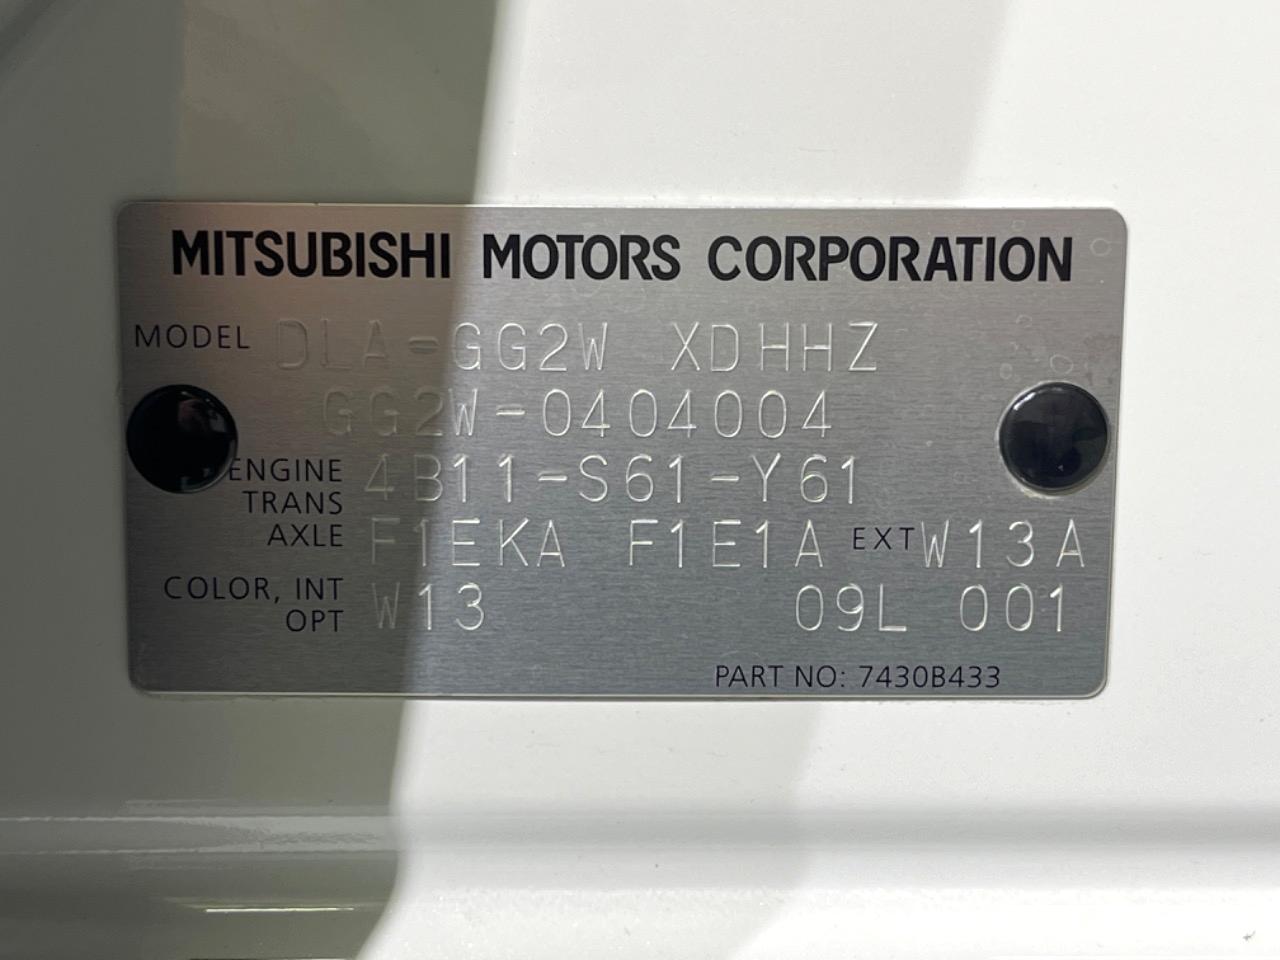 MITSUBISHI MOTORS CORPORATION
MODEL DLA-GG2W XDHHZ
GG2W-0404004
ENGINE 4B11-S61-Y61
TRANS
AXLE F1EKA F1E1A EXT W13A
COLOR, INT W13 09L 001
OPT
PART NO: 7430B433